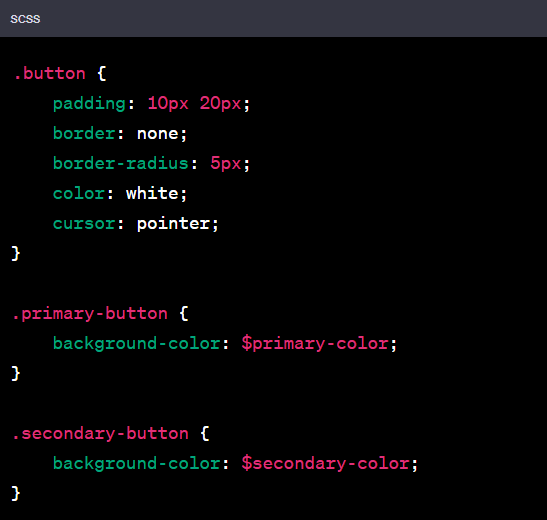 scss
.button {
    padding: 10px 20px;
    border: none;
    border-radius: 5px;
    color: white;
    cursor: pointer;
}
.primary-button {
    background-color: $primary-color;
}
.secondary-button {
    background-color: $secondary-color;
}